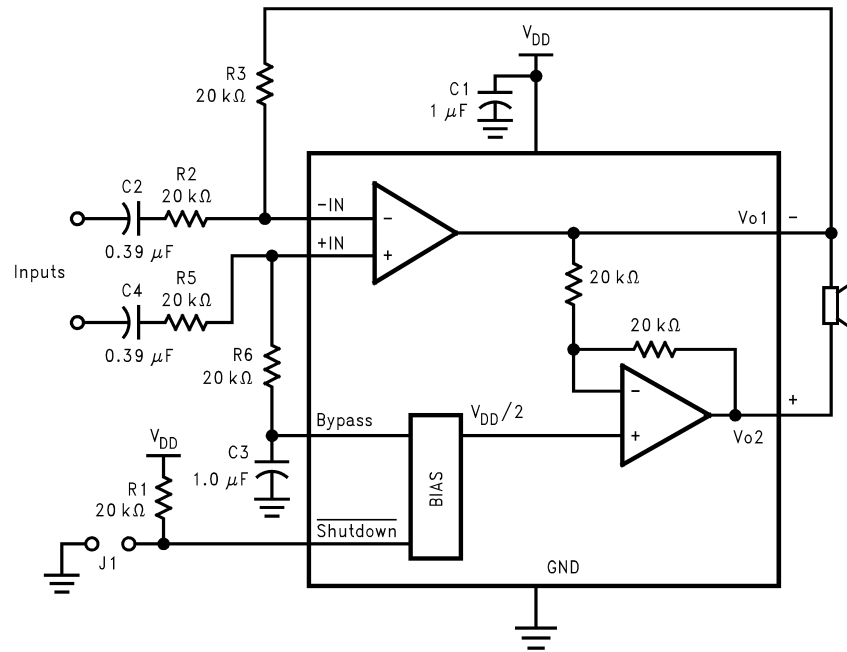 V_DD
R3
20 kΩ
C1
1 µF
R2
20 kΩ
C2
0.39 µF
–IN
+IN
−
+
Vo1
−
Inputs
R5
20 kΩ
C4
0.39 µF
20 kΩ
20 kΩ
R6
20 kΩ
−
+
+
Vo2
Bypass
V_DD/2
V_DD
C3
1.0 µF
R1
20 kΩ
BIAS
Shutdown
J1
GND